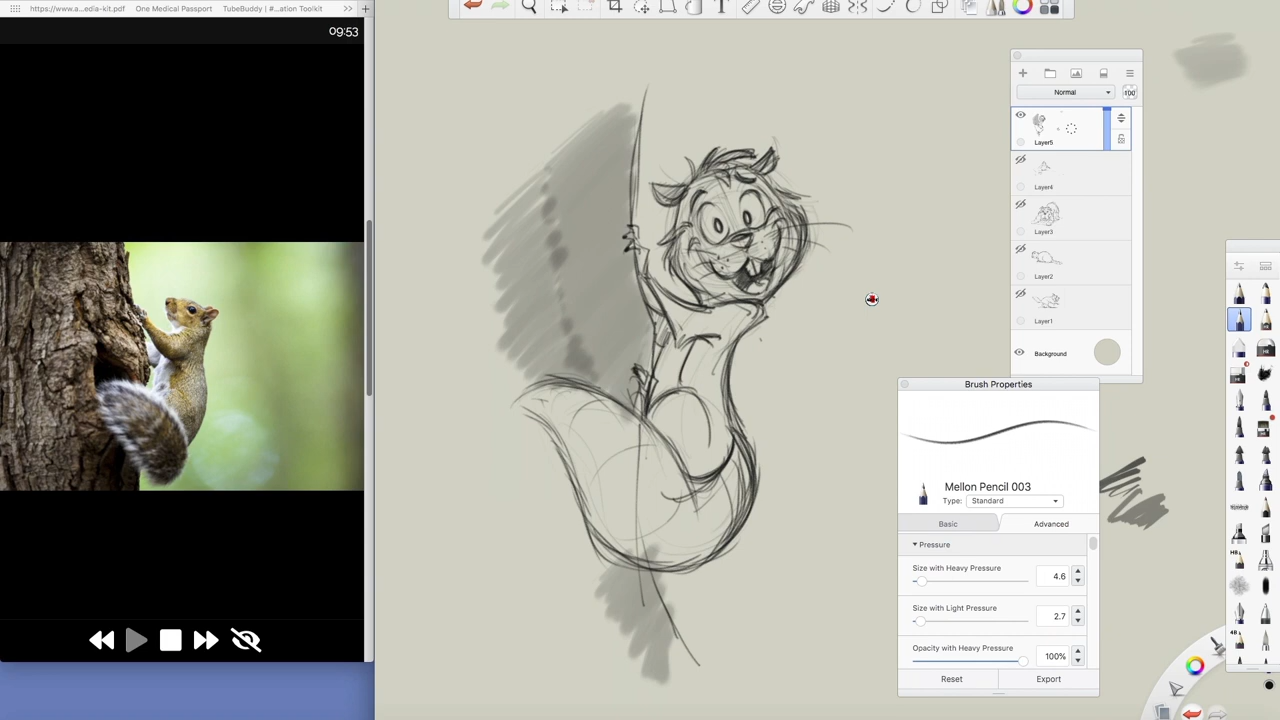 https://www.a...edia-kit.pdf One Medical Passport TubeBuddy | #...ation Toolkit
09:53
Normal
100
Layer5
Layer4
Layer3
Layer2
Layer1
Background
Brush Properties
Mellon Pencil 003
Type: Standard
Basic Advanced
Pressure
Size with Heavy Pressure
4.6
Size with Light Pressure
2.7
Opacity with Heavy Pressure
100%
Reset Export
HB
4B